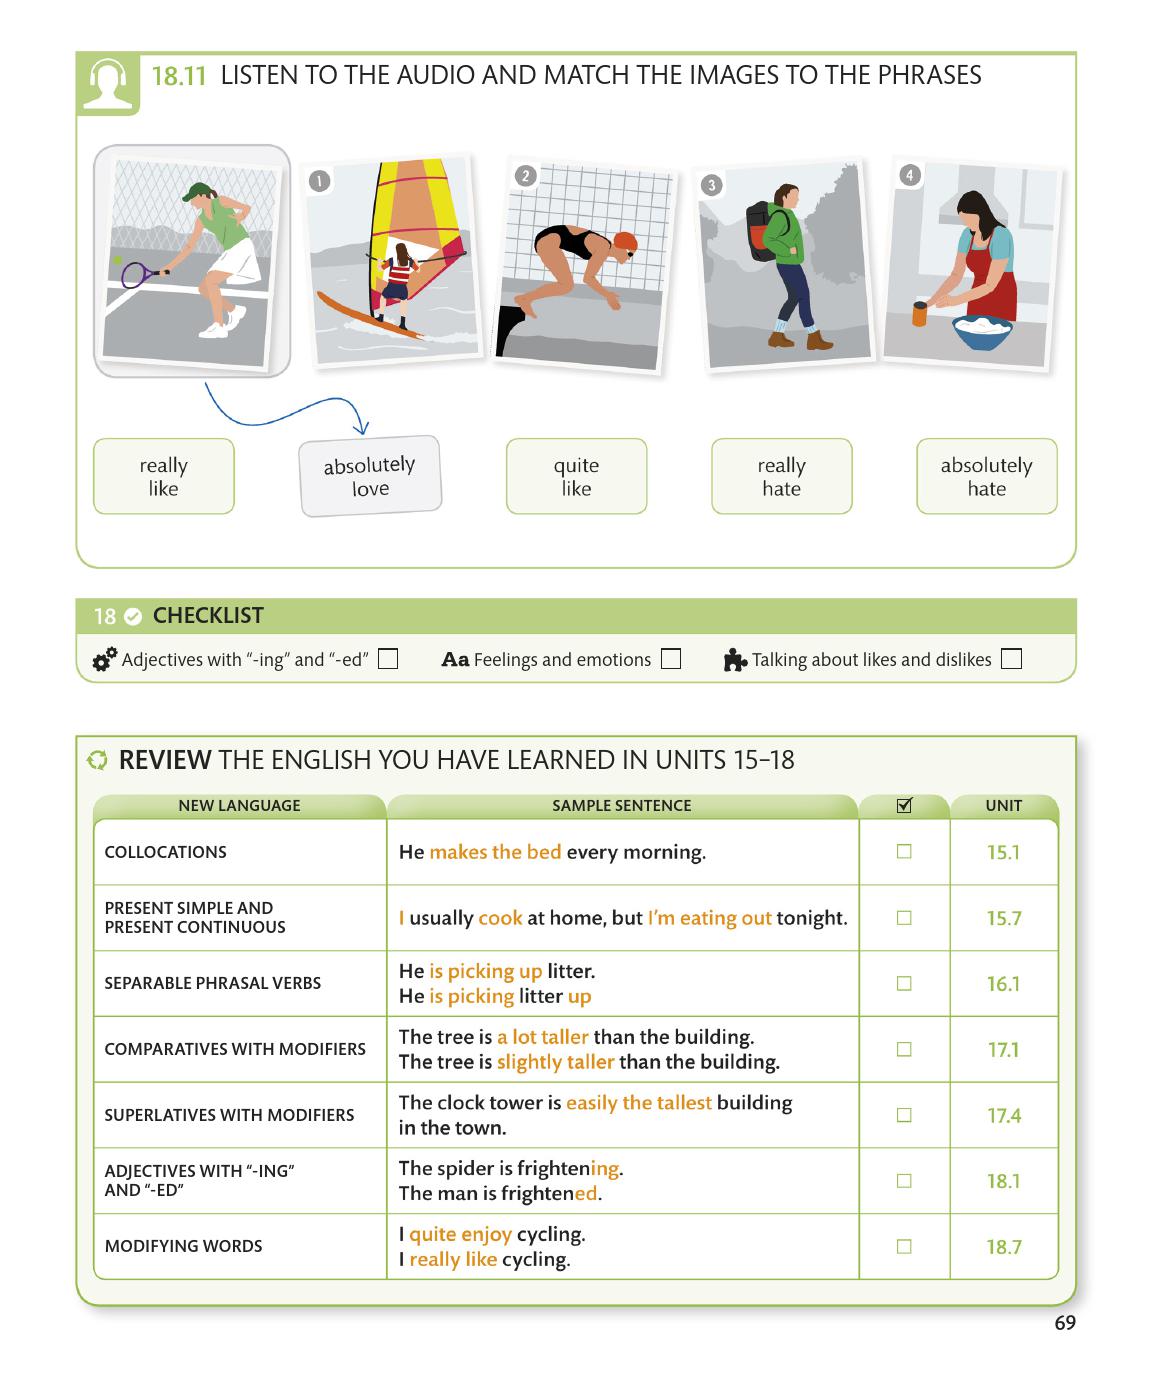 18.11 LISTEN TO THE AUDIO AND MATCH THE IMAGES TO THE PHRASES
1
2
3
4
really
like
absolutely
love
quite
like
really
hate
absolutely
hate
18 CHECKLIST
Adjectives with “-ing” and “-ed” Aa Feelings and emotions Talking about likes and dislikes
REVIEW THE ENGLISH YOU HAVE LEARNED IN UNITS 15–18
NEW LANGUAGE SAMPLE SENTENCE UNIT
COLLOCATIONS He makes the bed every morning. 15.1
PRESENT SIMPLE AND
PRESENT CONTINUOUS
I usually cook at home, but I’m eating out tonight. 15.7
SEPARABLE PHRASAL VERBS
He is picking up litter.
He is picking litter up
16.1
COMPARATIVES WITH MODIFIERS
The tree is a lot taller than the building.
The tree is slightly taller than the building.
17.1
SUPERLATIVES WITH MODIFIERS
The clock tower is easily the tallest building
in the town.
17.4
ADJECTIVES WITH “-ING”
AND “-ED”
The spider is frightening.
The man is frightened.
18.1
MODIFYING WORDS
I quite enjoy cycling.
I really like cycling.
18.7
69